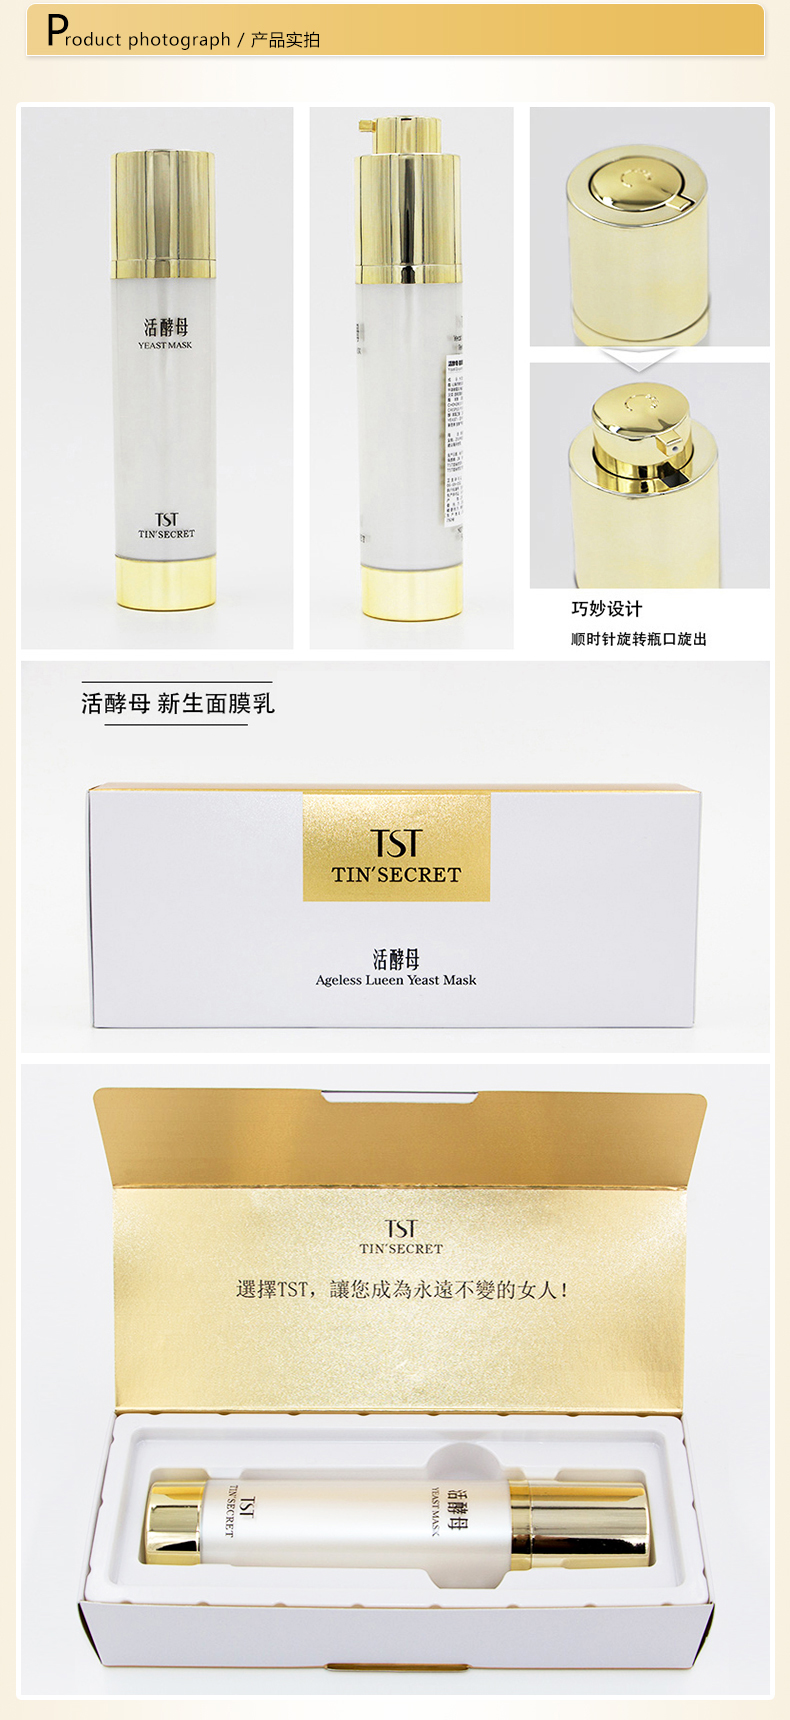 Product photograph / 产品实拍
活酵母
YEAST MASK
TST
TIN'SECRET
巧妙设计
顺时针旋转瓶口旋出
活酵母 新生面膜乳
TST
TIN'SECRET
活酵母
Ageless Lueen Yeast Mask
TST
TIN'SECRET
選擇TST，讓您成為永遠不變的女人！
TST
TIN'SECRET
活酵母
YEAST MASK